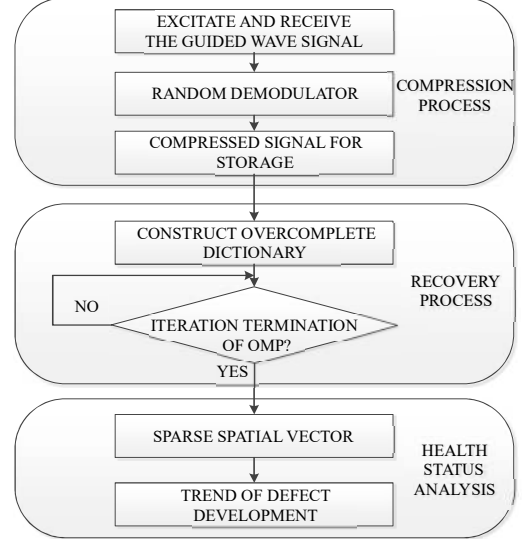 EXCITATE AND RECEIVE
THE GUIDED WAVE SIGNAL
RANDOM DEMODULATOR
COMPRESSED SIGNAL FOR
STORAGE
COMPRESSION
PROCESS
CONSTRUCT OVERCOMPLETE
DICTIONARY
NO
ITERATION TERMINATION
OF OMP?
YES
RECOVERY
PROCESS
SPARSE SPATIAL VECTOR
TREND OF DEFECT
DEVELOPMENT
HEALTH
STATUS
ANALYSIS